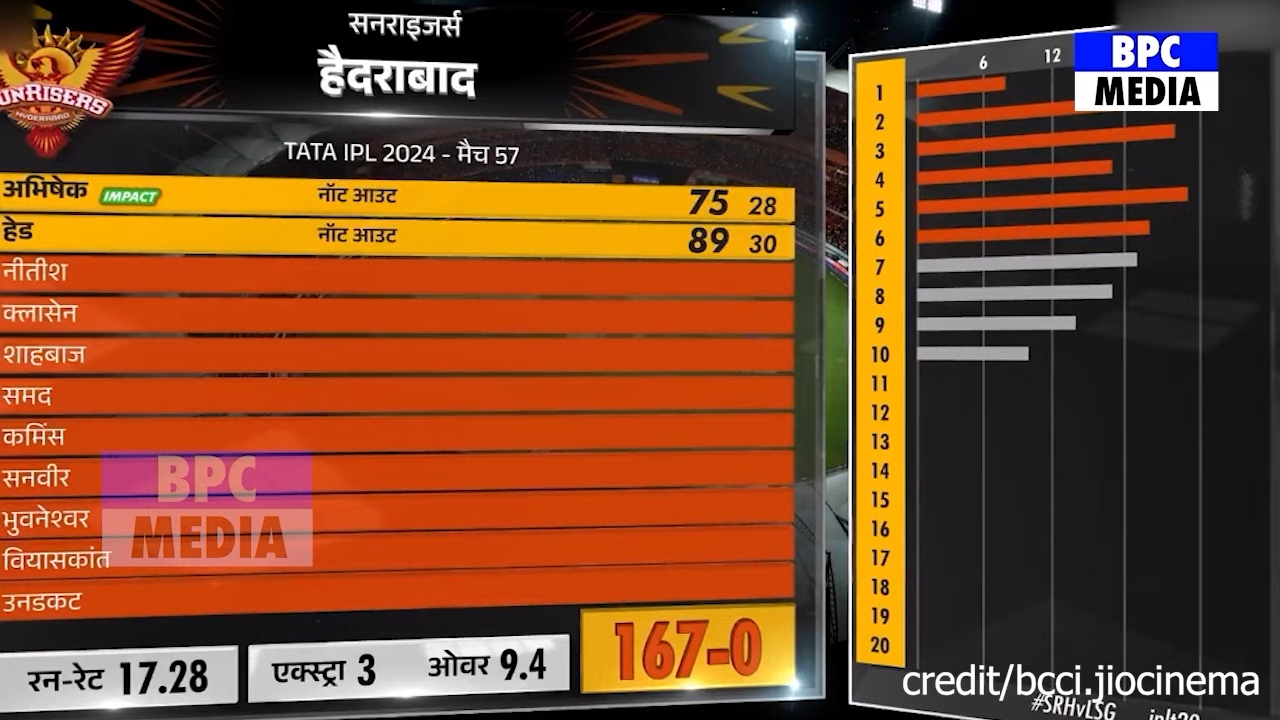 सनराइजर्स
हैदराबाद
SUNRISERS
HYDERABAD
TATA IPL 2024 - मैच 57
अभिषेक IMPACT नॉट आउट 75 28
हेड नॉट आउट 89 30
नीतीश
क्लासेन
शाहबाज
समद
कमिंस
सनवीर
भुवनेश्वर
वियासकांत
उनडकट
BPC
MEDIA
रन-रेट 17.28 एक्स्ट्रा 3 ओवर 9.4 167-0
6 12
BPC
MEDIA
1
2
3
4
5
6
7
8
9
10
11
12
13
14
15
16
17
18
19
20
credit/bcci.jiocinema
#SRHvLSG